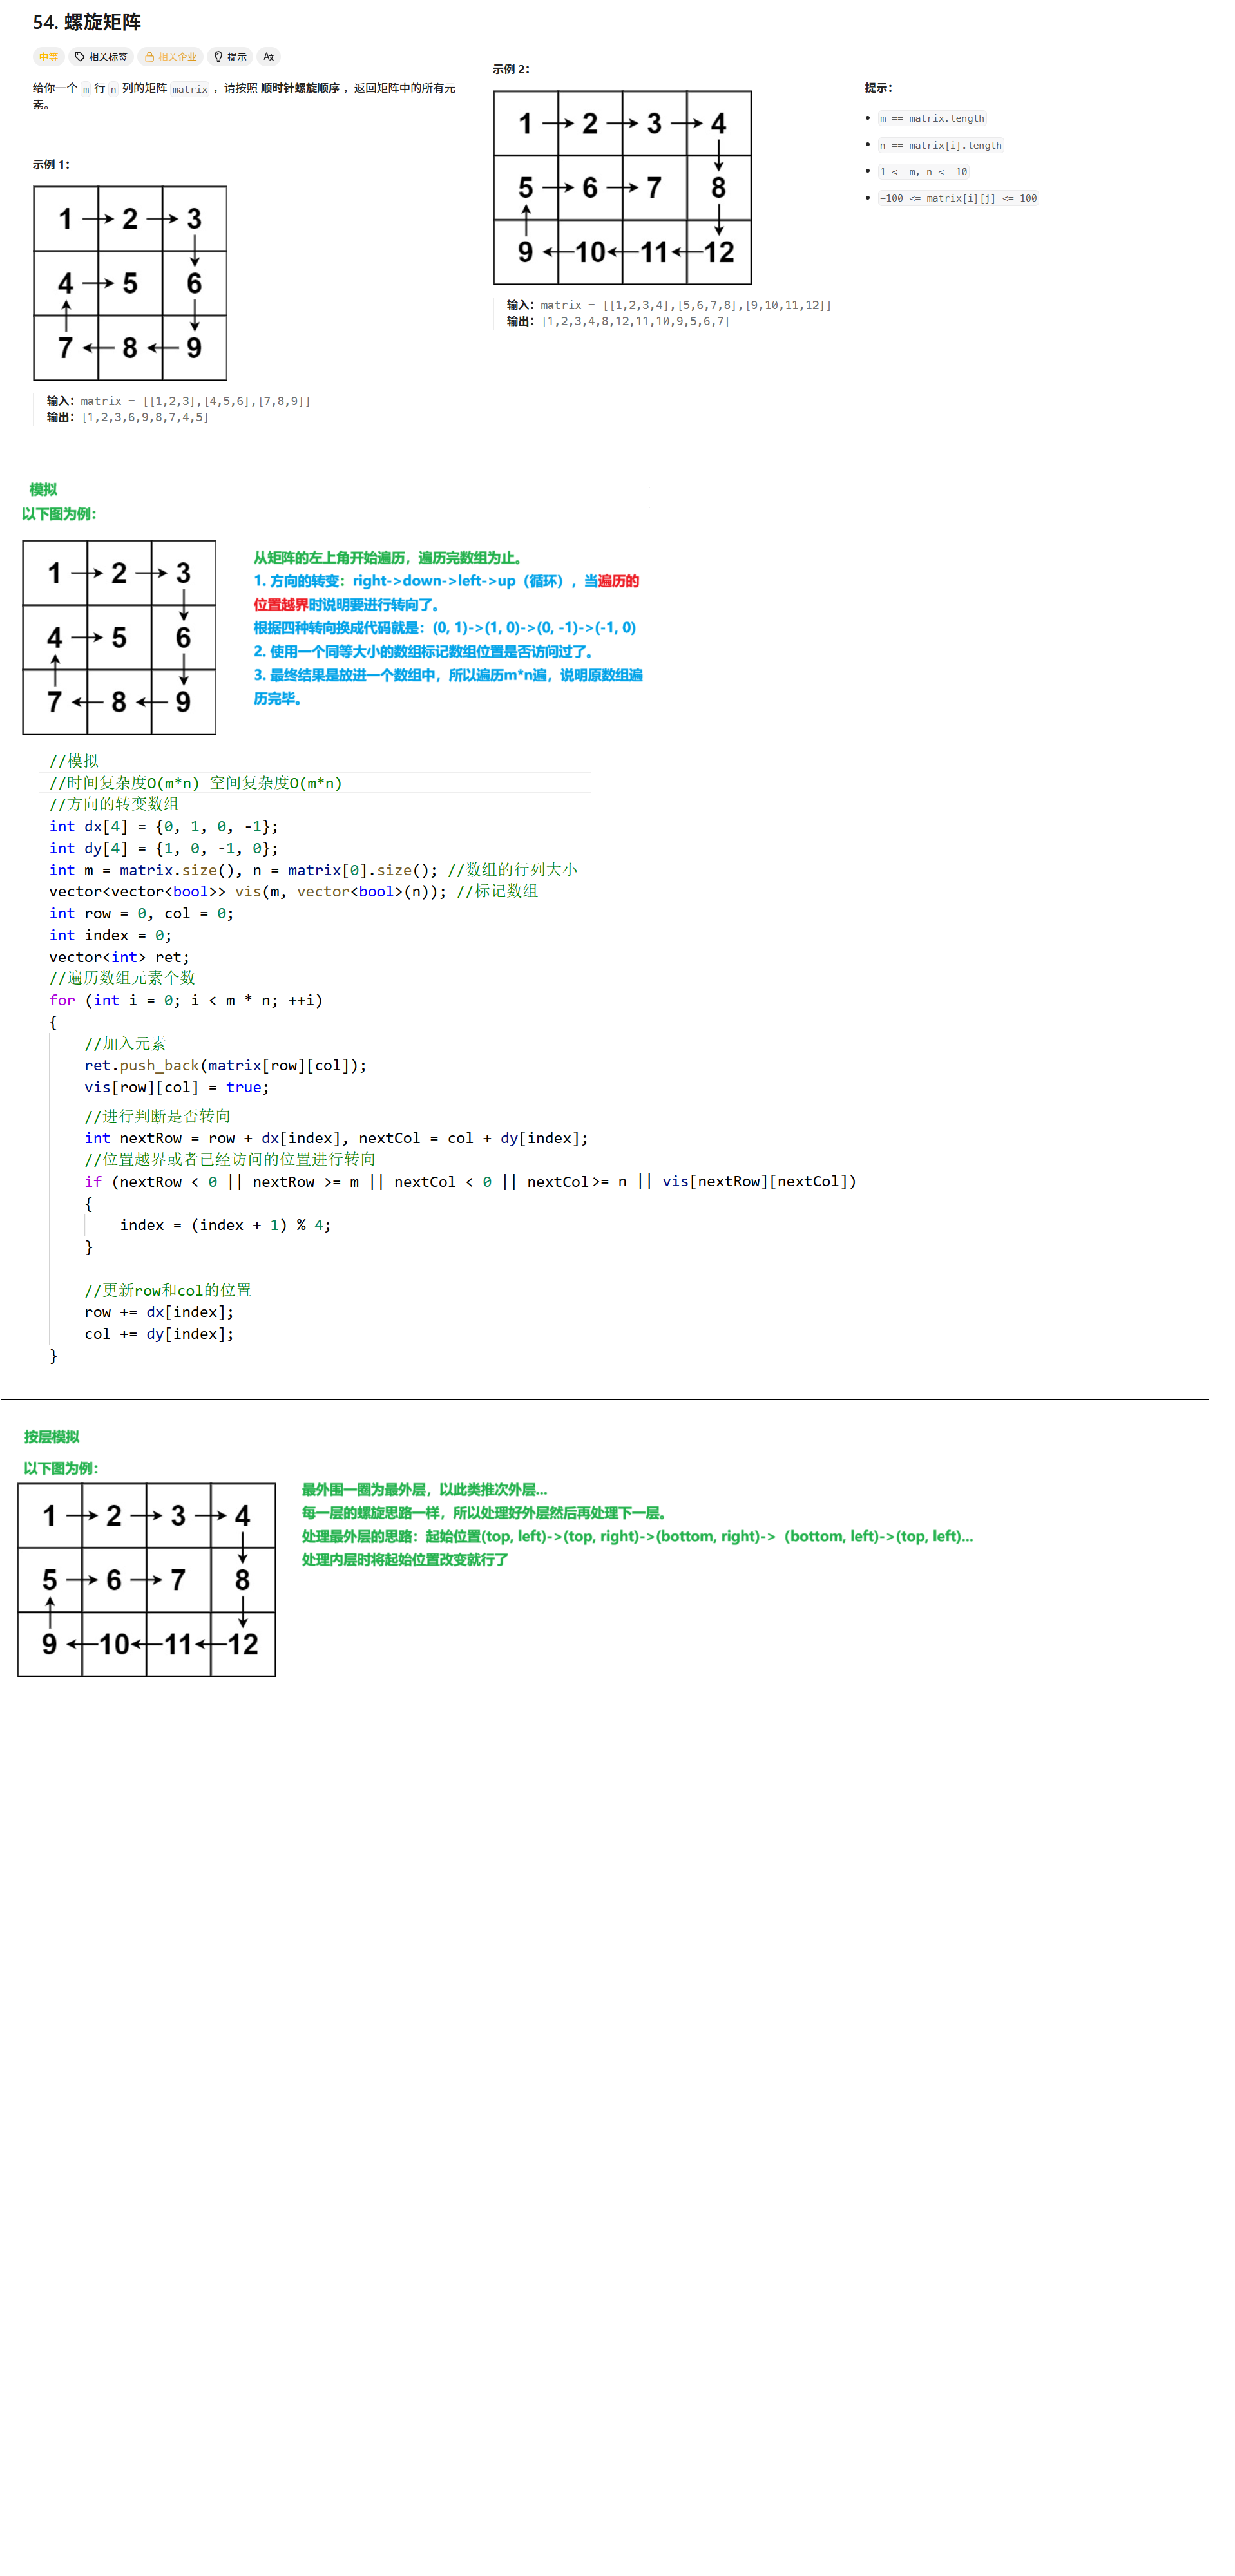 54. 螺旋矩阵
中等 相关标签 相关企业 提示 Aא
给你一个 m 行 n 列的矩阵 matrix ，请按照 顺时针螺旋顺序 ，返回矩阵中的所有元
素。
示例 1：
1 2 3
4 5 6
7 8 9
输入：matrix = [[1,2,3],[4,5,6],[7,8,9]]
输出：[1,2,3,6,9,8,7,4,5]
示例 2：
1 2 3 4
5 6 7 8
9 10 11 12
输入：matrix = [[1,2,3,4],[5,6,7,8],[9,10,11,12]]
输出：[1,2,3,4,8,12,11,10,9,5,6,7]
提示：
m == matrix.length
n == matrix[i].length
1 <= m, n <= 10
-100 <= matrix[i][j] <= 100
模拟
以下图为例：
1 2 3
4 5 6
7 8 9
从矩阵的左上角开始遍历，遍历完数组为止。
1. 方向的转变：right->down->left->up（循环），当遍历的
位置越界时说明要进行转向了。
根据四种转向换成代码就是：(0, 1)->(1, 0)->(0, -1)->(-1, 0)
2. 使用一个同等大小的数组标记数组位置是否访问过了。
3. 最终结果是放进一个数组中，所以遍历m*n遍，说明原数组遍
历完毕。
//模拟
//时间复杂度O(m*n) 空间复杂度O(m*n)
//方向的转变数组
int dx[4] = {0, 1, 0, -1};
int dy[4] = {1, 0, -1, 0};
int m = matrix.size(), n = matrix[0].size(); //数组的行列大小
vector<vector<bool>> vis(m, vector<bool>(n)); //标记数组
int row = 0, col = 0;
int index = 0;
vector<int> ret;
//遍历数组元素个数
for (int i = 0; i < m * n; ++i)
{
//加入元素
ret.push_back(matrix[row][col]);
vis[row][col] = true;
//进行判断是否转向
int nextRow = row + dx[index], nextCol = col + dy[index];
//位置越界或者已经访问的位置进行转向
if (nextRow < 0 || nextRow >= m || nextCol < 0 || nextCol >= n || vis[nextRow][nextCol])
{
index = (index + 1) % 4;
}
//更新row和col的位置
row += dx[index];
col += dy[index];
}
按层模拟
以下图为例：
1 2 3 4
5 6 7 8
9 10 11 12
最外围一圈为最外层，以此类推次外层...
每一层的螺旋思路一样，所以处理好外层然后再处理下一层。
处理最外层的思路：起始位置(top, left)->(top, right)->(bottom, right)-> (bottom, left)->(top, left)...
处理内层时将起始位置改变就行了